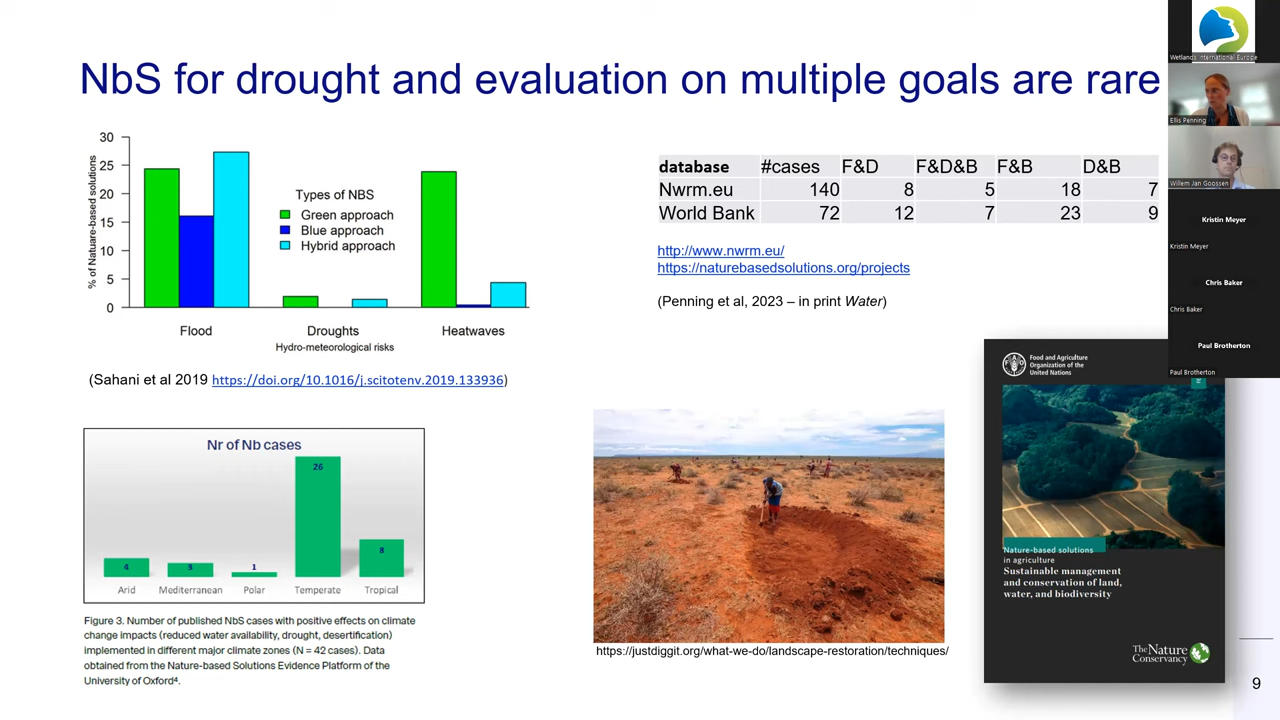 NbS for drought and evaluation on multiple goals are rare
30
25
20
15
10
5
0
% of Natuare-based solutions
Types of NBS
Green approach
Blue approach
Hybrid approach
Flood
Droughts
Heatwaves
Hydro-meteorological risks
(Sahani et al 2019 https://doi.org/10.1016/j.scitotenv.2019.133936)
Nr of Nb cases
4
3
1
26
8
Arid
Mediterranean
Polar
Temperate
Tropical
Figure 3. Number of published NbS cases with positive effects on climate
change impacts (reduced water availability, drought, desertification)
implemented in different major climate zones (N = 42 cases). Data
obtained from the Nature-based Solutions Evidence Platform of the
University of Oxford⁴.
database #cases F&D F&D&B F&B D&B
Nwrm.eu 140 8 5 18 7
World Bank 72 12 7 23 9
http://www.nwrm.eu/
https://naturebasedsolutions.org/projects
(Penning et al, 2023 – in print Water)
https://justdiggit.org/what-we-do/landscape-restoration/techniques/
Food and Agriculture
Organization of the
United Nations
Nature-based solutions
in agriculture
Sustainable management
and conservation of land,
water, and biodiversity
The Nature
Conservancy
9
Wetlands International Europe
Ellis Penning
Willem Jan Goossen
Kristin Meyer
Kristin Meyer
Chris Baker
Chris Baker
Paul Brotherton
Paul Brotherton